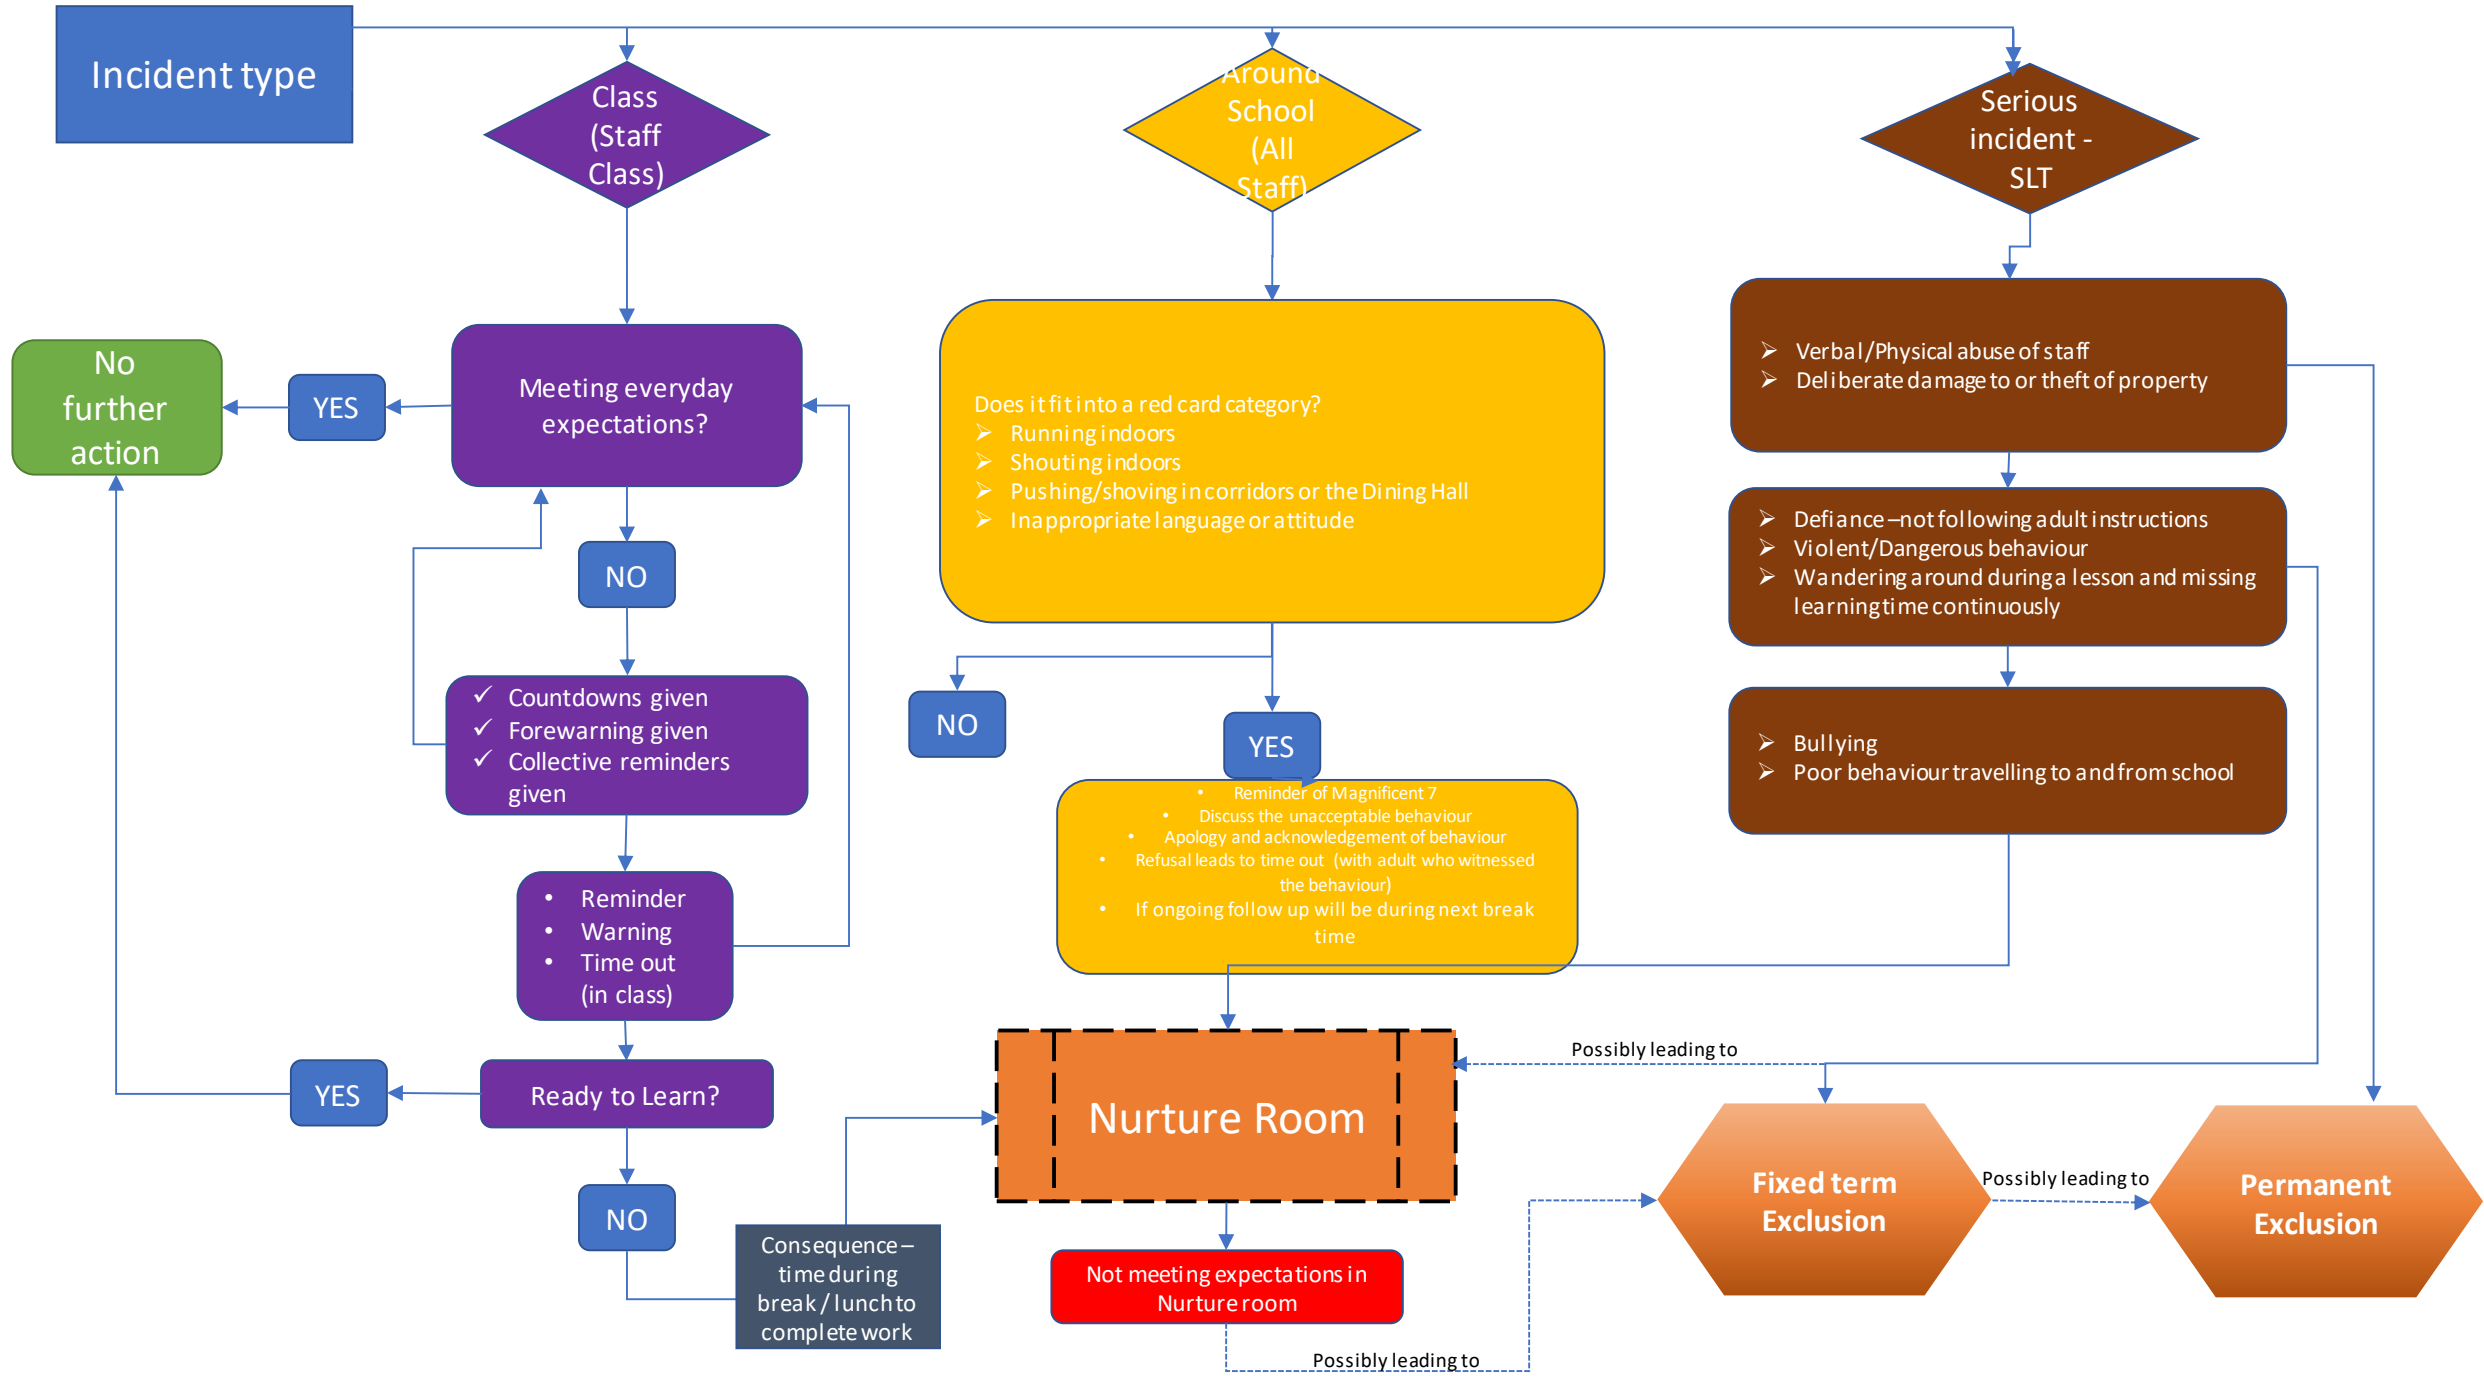 Incident type
Class
(Staff
Class)
Around
School
(All
Staff)
Serious
incident -
SLT
No
further
action
YES
Meeting everyday
expectations?
NO
✓ Countdowns given
✓ Forewarning given
✓ Collective reminders
given
• Reminder
• Warning
• Time out
(in class)
Ready to Learn?
YES
NO
Consequence –
time during
break / lunch to
complete work
Does it fit into a red card category?
➢ Running indoors
➢ Shouting indoors
➢ Pushing/shoving in corridors or the Dining Hall
➢ Inappropriate language or attitude
NO
YES
• Reminder of Magnificent 7
• Discuss the unacceptable behaviour
• Apology and acknowledgement of behaviour
• Refusal leads to time out (with adult who witnessed
the behaviour)
• If ongoing follow up will be during next break
time
➢ Verbal/Physical abuse of staff
➢ Deliberate damage to or theft of property
➢ Defiance –not following adult instructions
➢ Violent/Dangerous behaviour
➢ Wandering around during a lesson and missing
learning time continuously
➢ Bullying
➢ Poor behaviour travelling to and from school
Nurture Room
Possibly leading to
Not meeting expectations in
Nurture room
Possibly leading to
Fixed term
Exclusion
Possibly leading to
Permanent
Exclusion